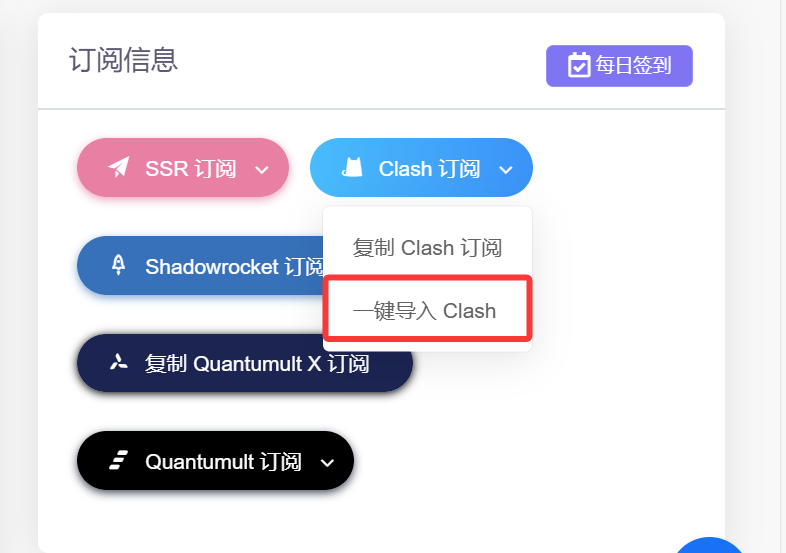 订阅信息
每日签到
SSR 订阅
Clash 订阅
复制 Clash 订阅
Shadowrocket 订阅
一键导入 Clash
复制 Quantumult X 订阅
Quantumult 订阅